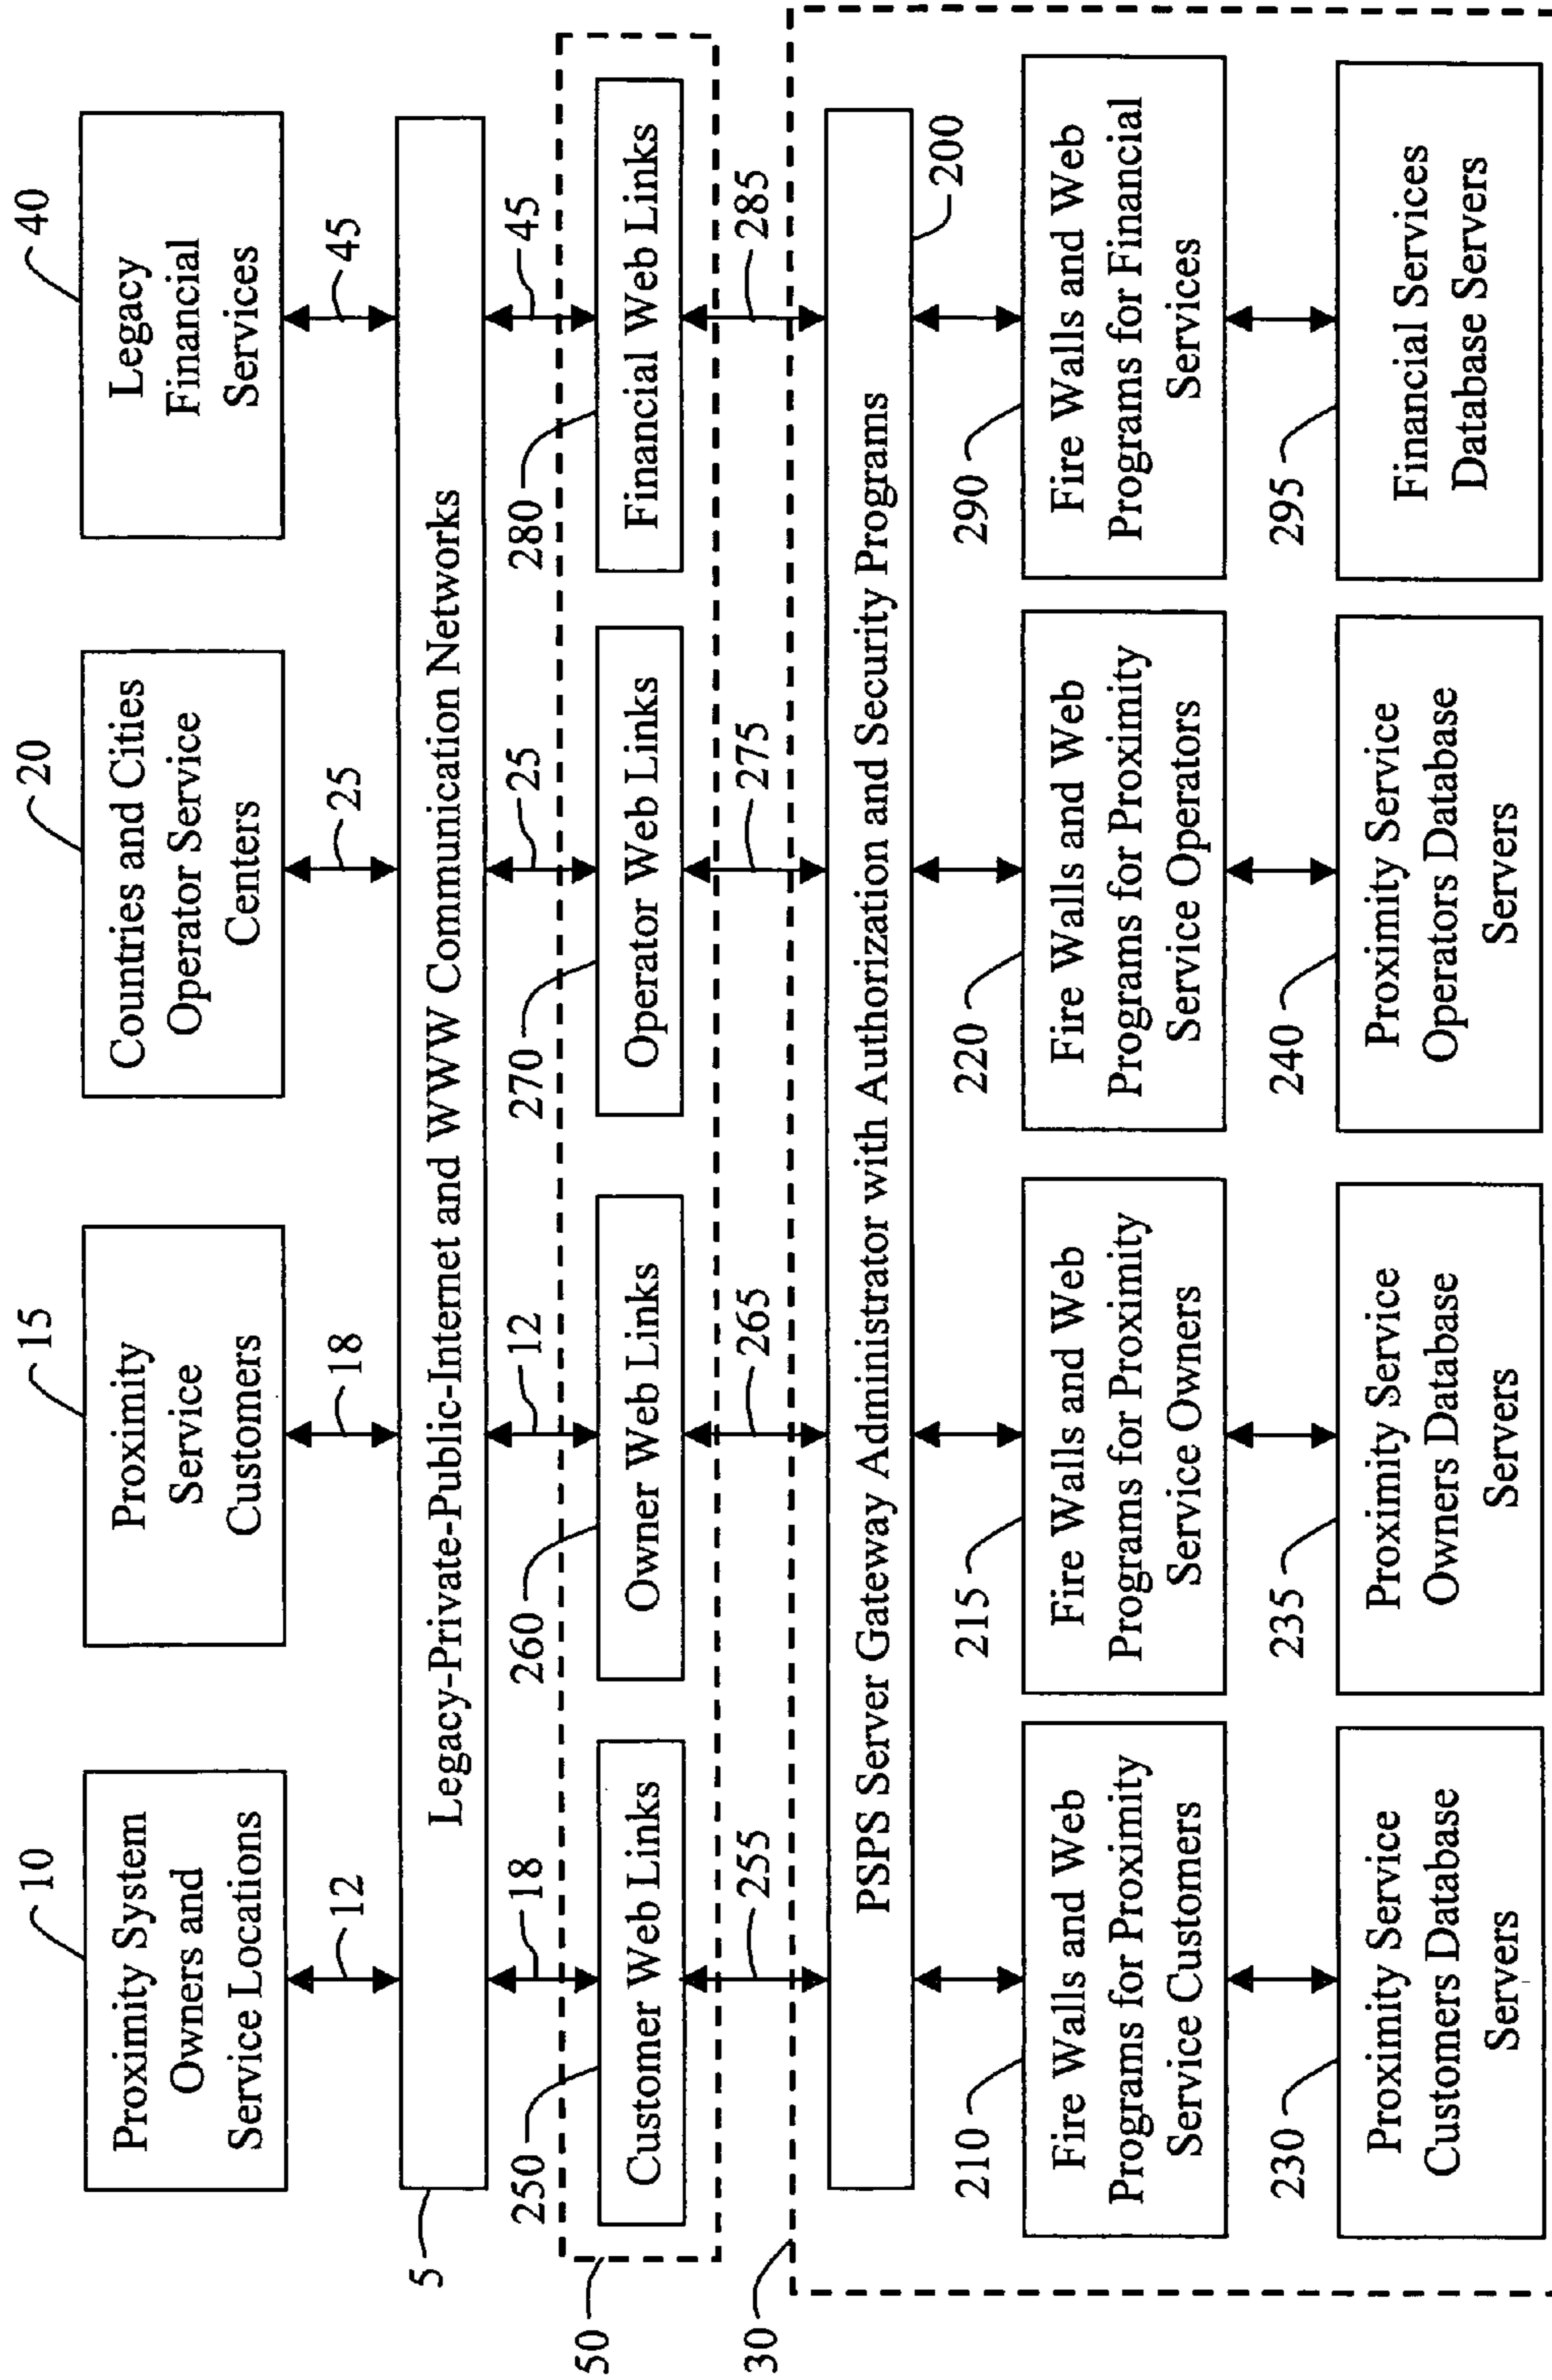 10
Proximity System
Owners and
Service Locations
12
15
Proximity
Service
Customers
18
20
Countries and Cities
Operator Service
Centers
25
40
Legacy
Financial
Services
45
5
Legacy-Private-Public-Internet and WWW Communication Networks
50
250
18
Customer Web Links
255
260
12
Owner Web Links
265
270
25
Operator Web Links
275
280
45
Financial Web Links
285
30
PSPS Server Gateway Administrator with Authorization and Security Programs
200
210
Fire Walls and Web
Programs for Proximity
Service Customers
215
Fire Walls and Web
Programs for Proximity
Service Owners
220
Fire Walls and Web
Programs for Proximity
Service Operators
290
Fire Walls and Web
Programs for Financial
Services
230
Proximity Service
Customers Database
Servers
235
Proximity Service
Owners Database
Servers
240
Proximity Service
Operators Database
Servers
295
Financial Services
Database Servers